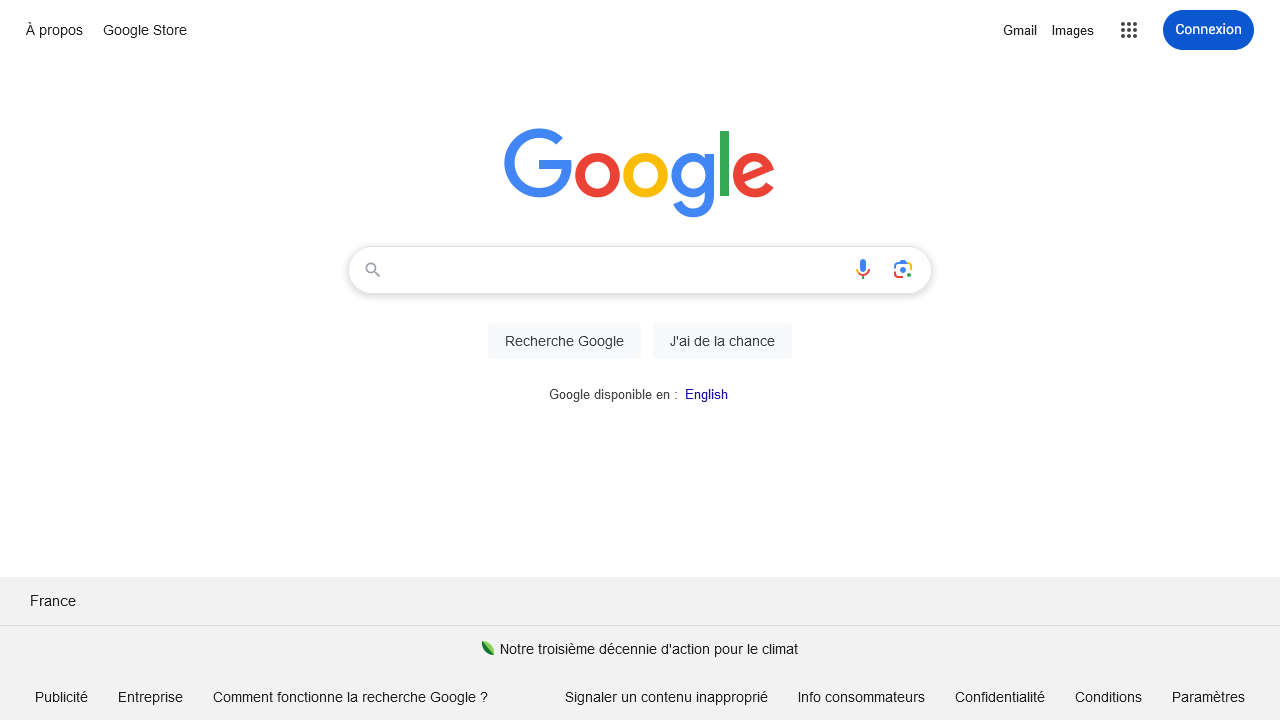 À propos Google Store Gmail Images Connexion
Google
Recherche Google J'ai de la chance
Google disponible en : English
France
Notre troisième décennie d'action pour le climat
Publicité Entreprise Comment fonctionne la recherche Google ? Signaler un contenu inapproprié Info consommateurs Confidentialité Conditions Paramètres